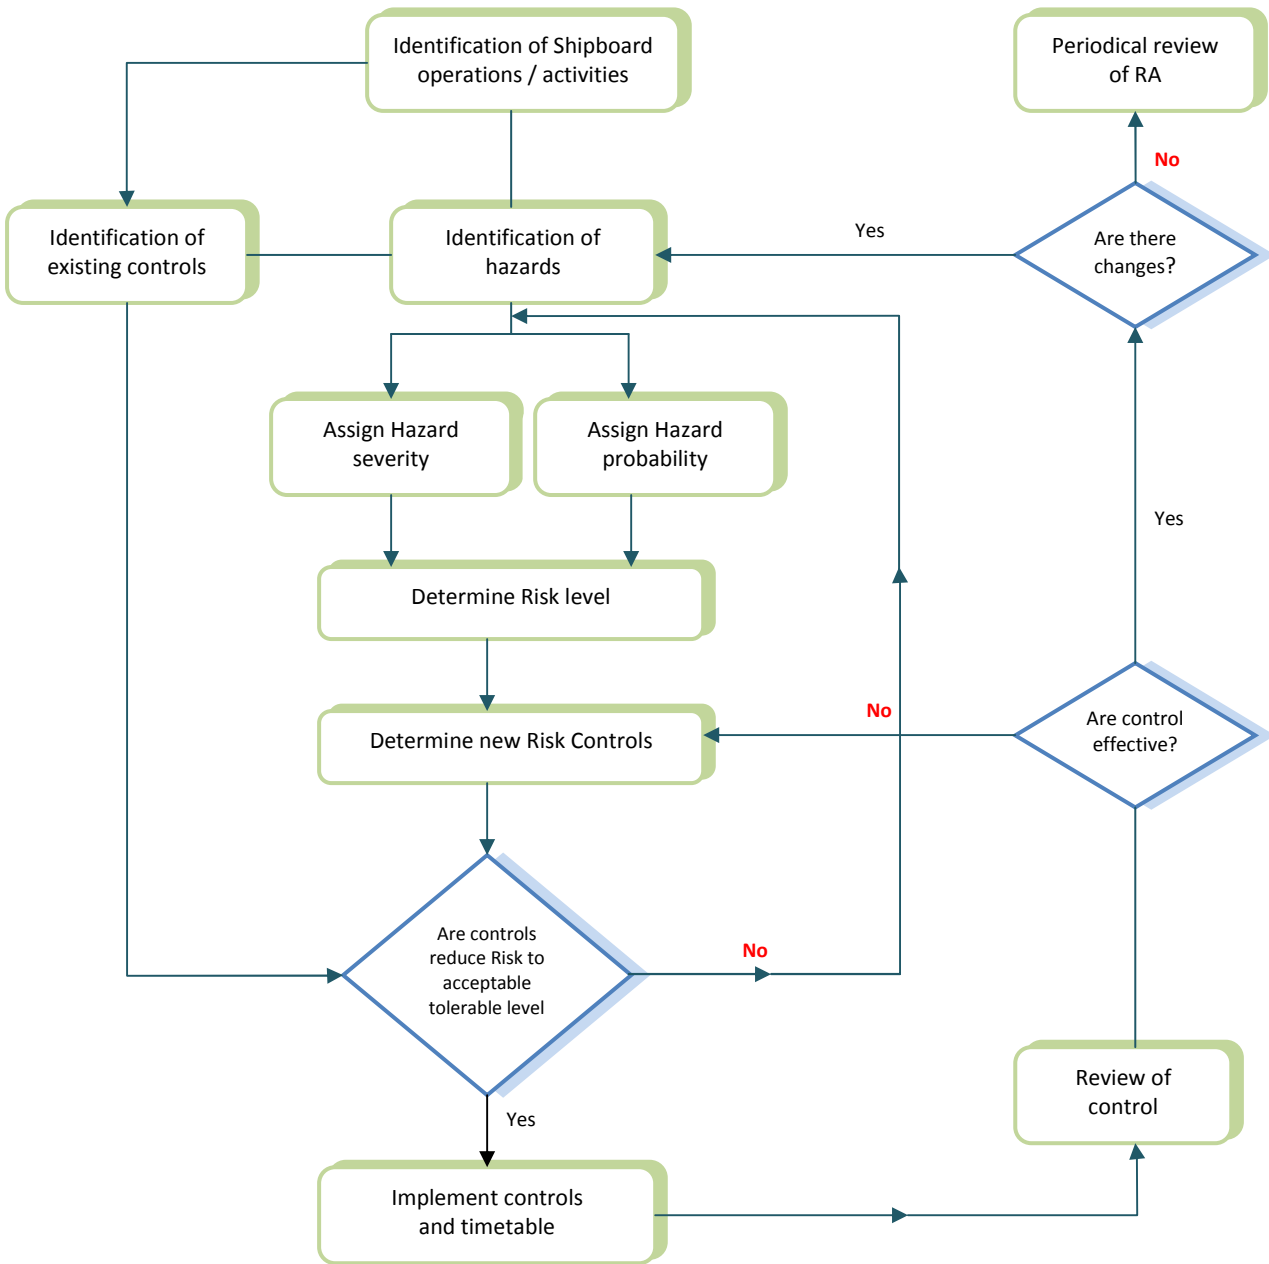 Identification of Shipboard
operations / activities
Periodical review
of RA
No
Identification of
existing controls
Identification of
hazards
Yes
Are there
changes?
Assign Hazard
severity
Assign Hazard
probability
Yes
Determine Risk level
Determine new Risk Controls
No
Are control
effective?
Are controls
reduce Risk to
acceptable
tolerable level
No
Yes
Review of
control
Implement controls
and timetable